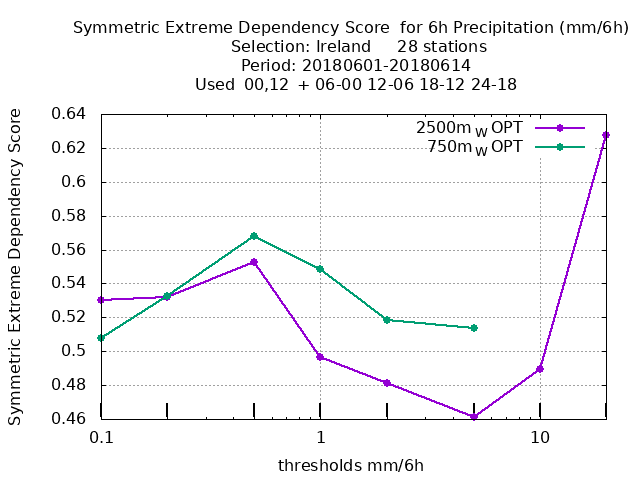 Symmetric Extreme Dependency Score  for 6h Precipitation (mm/6h)
Selection: Ireland     28 stations
Period: 20180601-20180614
Used  00,12  + 06-00 12-06 18-12 24-18
2500m W OPT
750m W OPT
Symmetric Extreme Dependency Score
0.64
0.62
0.6
0.58
0.56
0.54
0.52
0.5
0.48
0.46
0.1 1 10
thresholds mm/6h